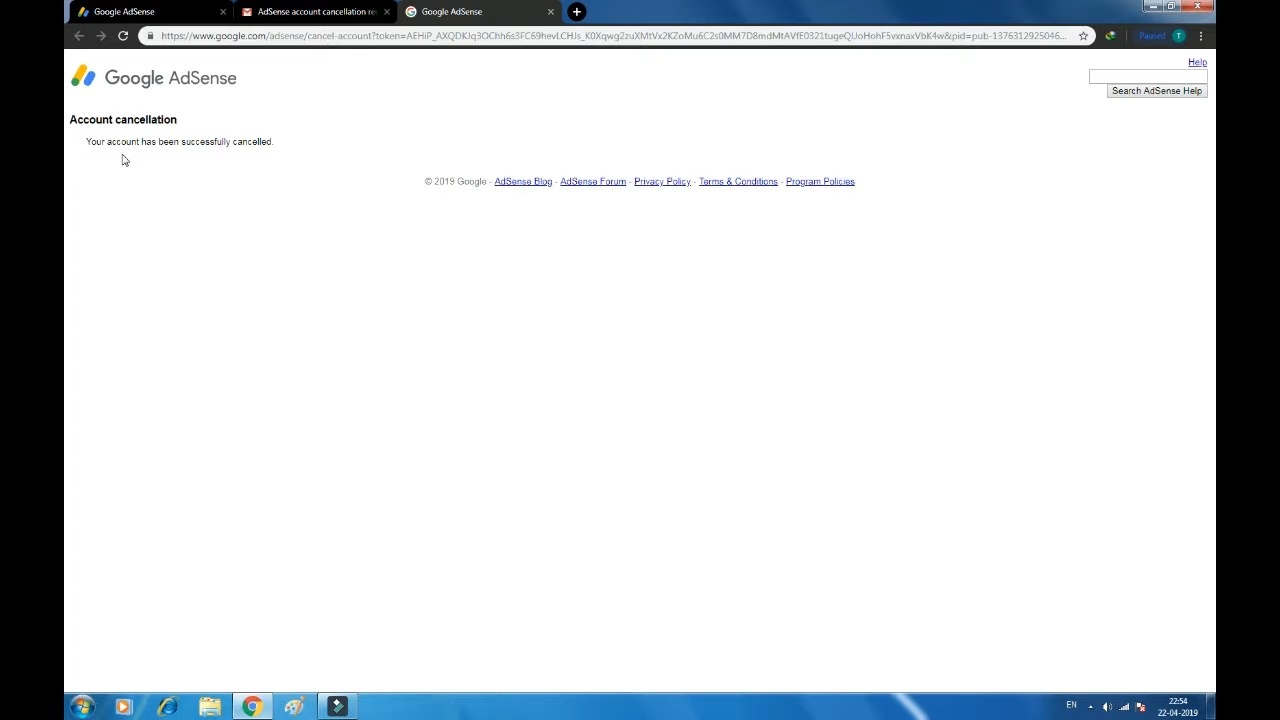 Google AdSense
AdSense account cancellation re
Google AdSense
Paused
T
Help
Google AdSense
Search AdSense Help
Account cancellation
Your account has been successfully cancelled.
© 2019 Google - AdSense Blog - AdSense Forum - Privacy Policy - Terms & Conditions - Program Policies
EN
22:54
22-04-2019